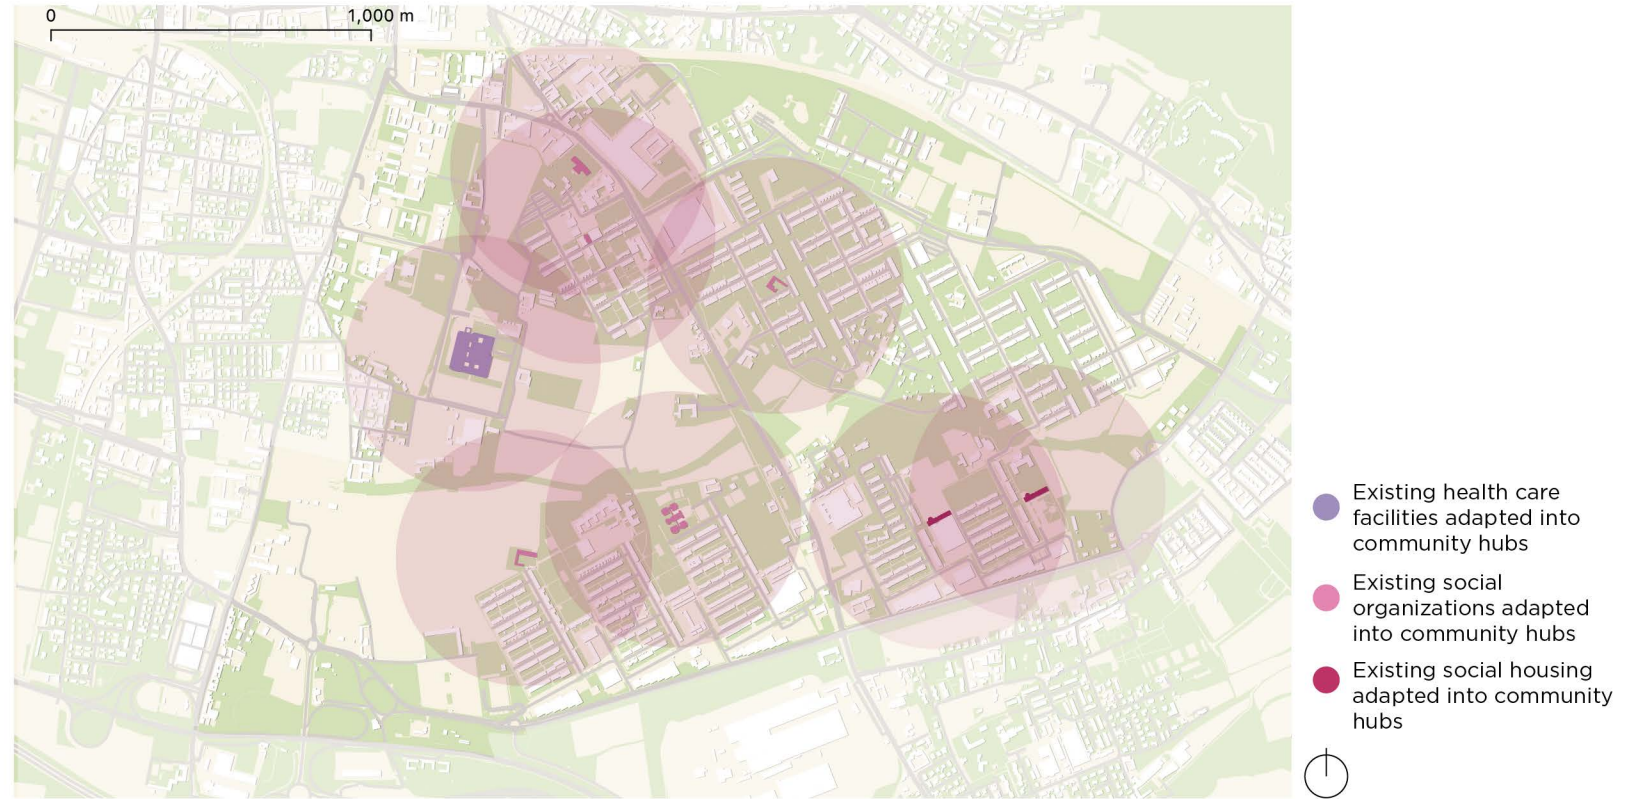 0
1,000 m
Existing health care
facilities adapted into
community hubs
Existing social
organizations adapted
into community hubs
Existing social housing
adapted into community
hubs